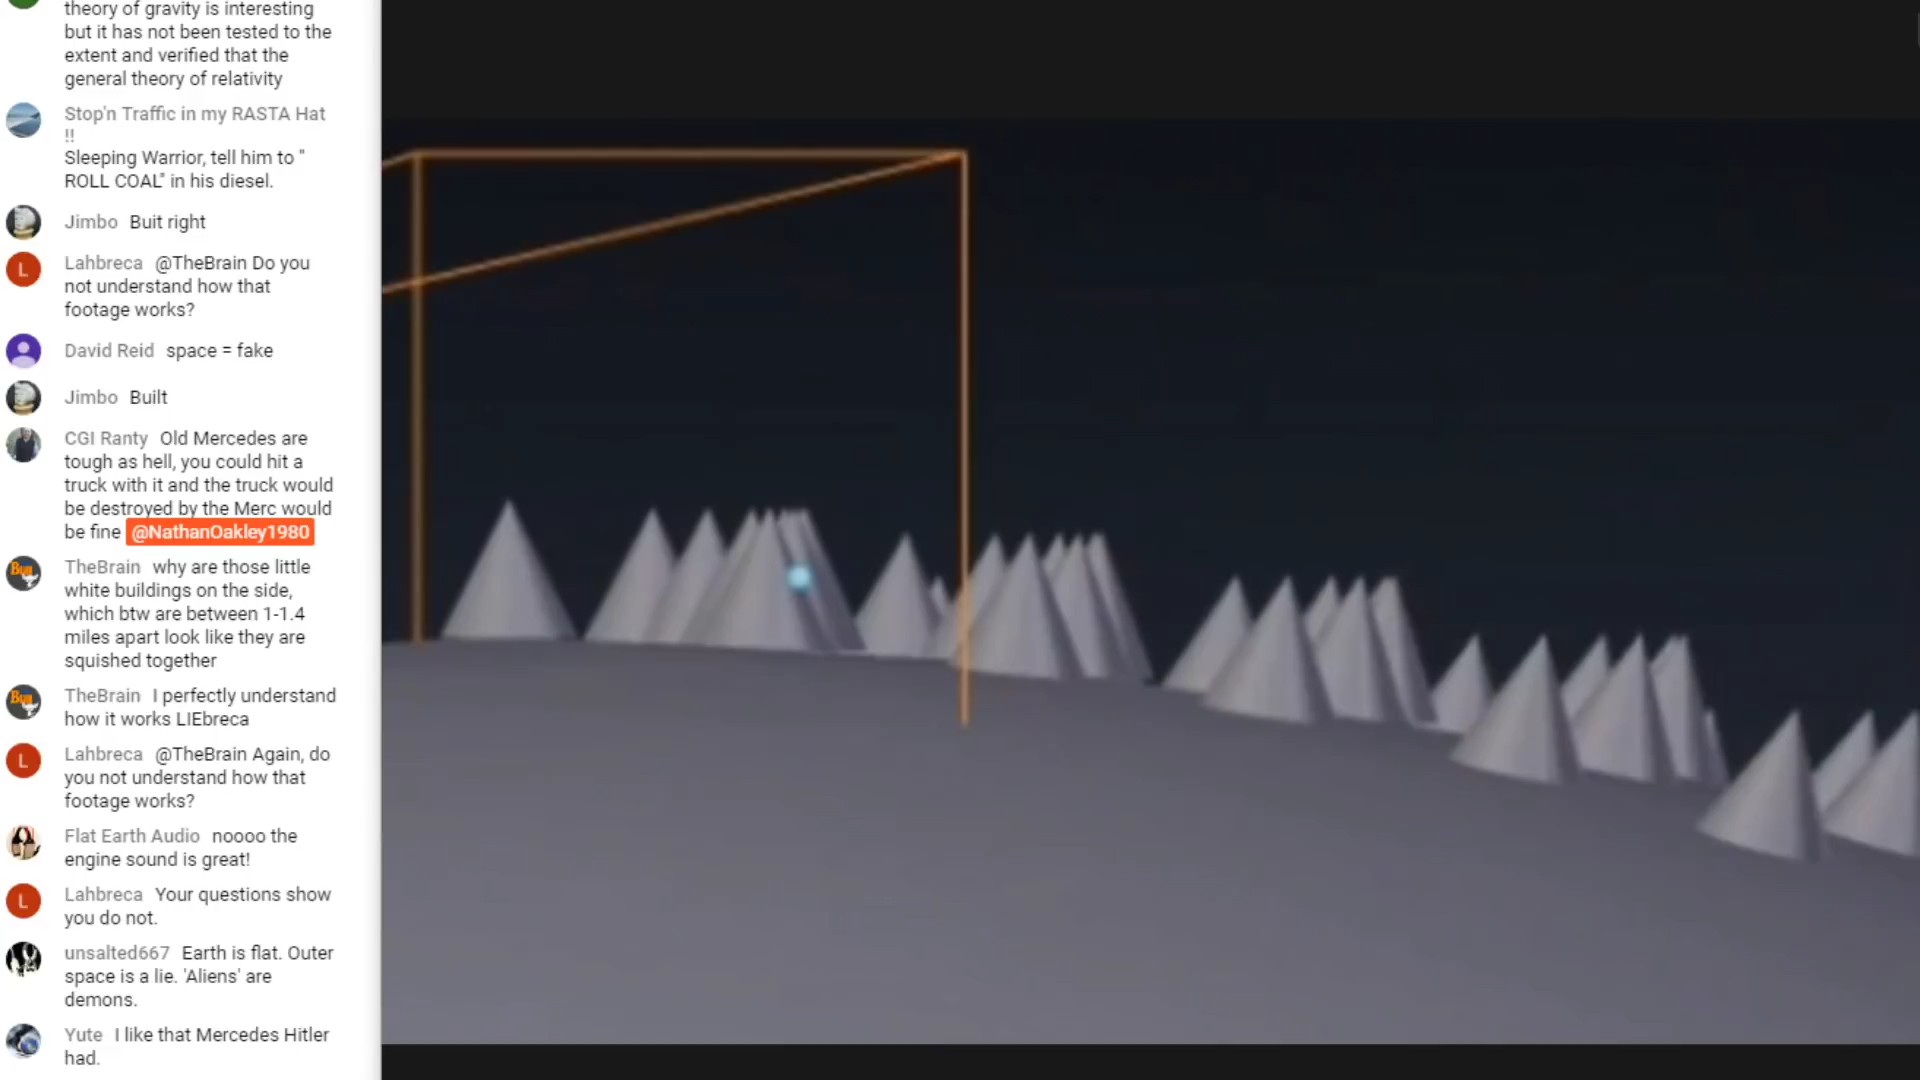 theory of gravity is interesting
but it has not been tested to the
extent and verified that the
general theory of relativity
Stop'n Traffic in my RASTA Hat
!!
Sleeping Warrior, tell him to "
ROLL COAL" in his diesel.
Jimbo Buit right
L
Lahbreca @TheBrain Do you
not understand how that
footage works?
David Reid space = fake
Jimbo Built
CGI Ranty Old Mercedes are
tough as hell, you could hit a
truck with it and the truck would
be destroyed by the Merc would
be fine @NathanOakley1980
TheBrain why are those little
white buildings on the side,
which btw are between 1-1.4
miles apart look like they are
squished together
TheBrain I perfectly understand
how it works LIEbreca
L
Lahbreca @TheBrain Again, do
you not understand how that
footage works?
Flat Earth Audio noooo the
engine sound is great!
L
Lahbreca Your questions show
you do not.
unsalted667 Earth is flat. Outer
space is a lie. 'Aliens' are
demons.
Yute I like that Mercedes Hitler
had.